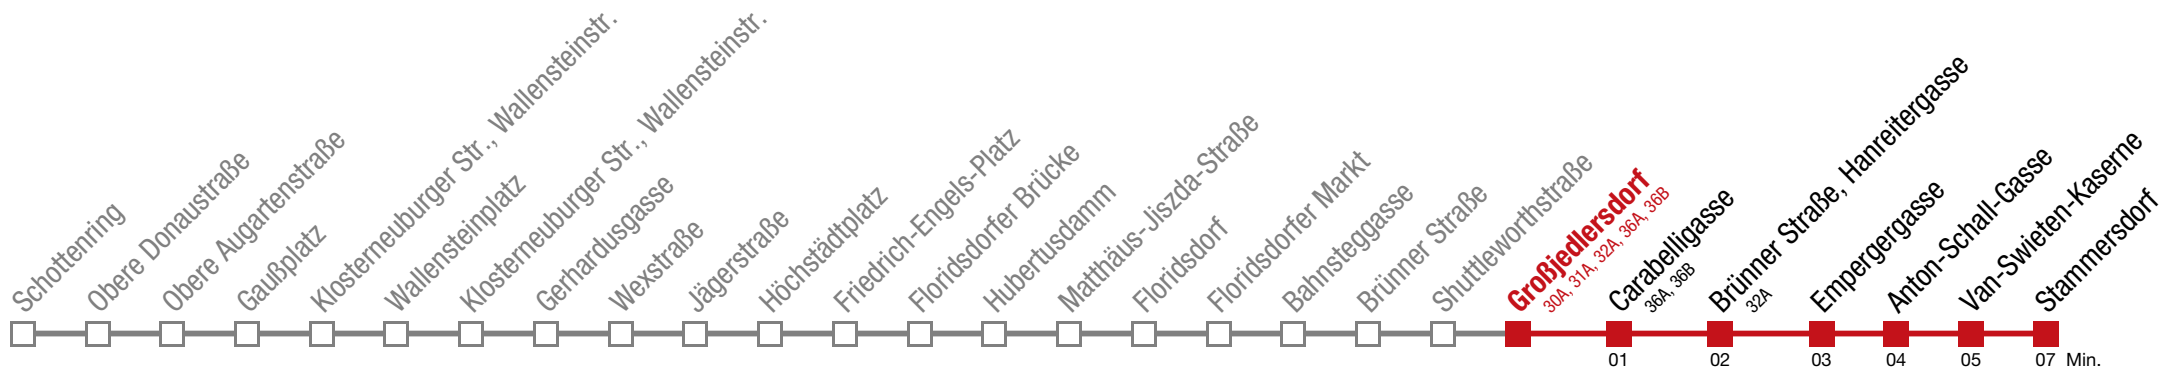 Schottenring
Obere Donaustraße
Obere Augartenstraße
Gaußplatz
Klosterneuburger Str., Wallensteinstr.
Wallensteinplatz
Klosterneuburger Str., Wallensteinstr.
Gerhardusgasse
Wexstraße
Jägerstraße
Höchstädtplatz
Friedrich-Engels-Platz
Floridsdorfer Brücke
Hubertusdamm
Matthäus-Jiszda-Straße
Floridsdorf
Floridsdorfer Markt
Bahnsteggasse
Brünner Straße
Shuttleworthstraße
Großjedlersdorf
30A, 31A, 32A, 36A, 36B
Carabelligasse
36A, 36B
Brünner Straße, Hanreitergasse
32A
Empergergasse
Anton-Schall-Gasse
Van-Swieten-Kaserne
Stammersdorf
01 02 03 04 05 07 Min.